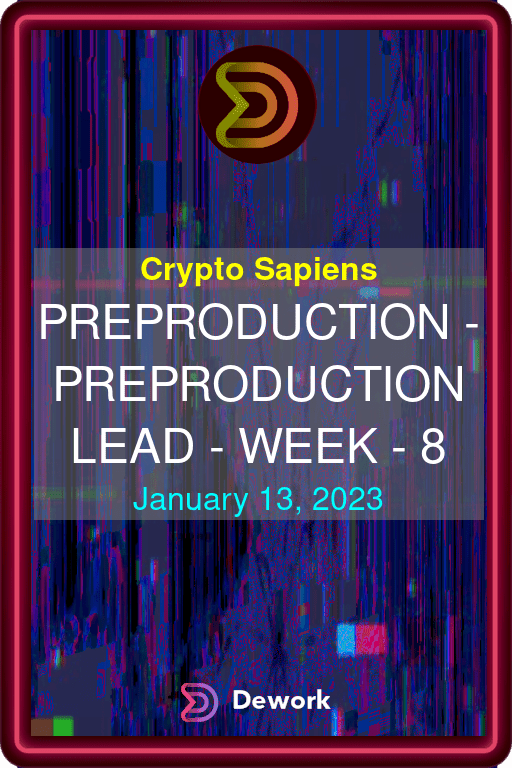 Crypto Sapiens
PREPRODUCTION -
PREPRODUCTION
LEAD - WEEK - 8
January 13, 2023
Dework